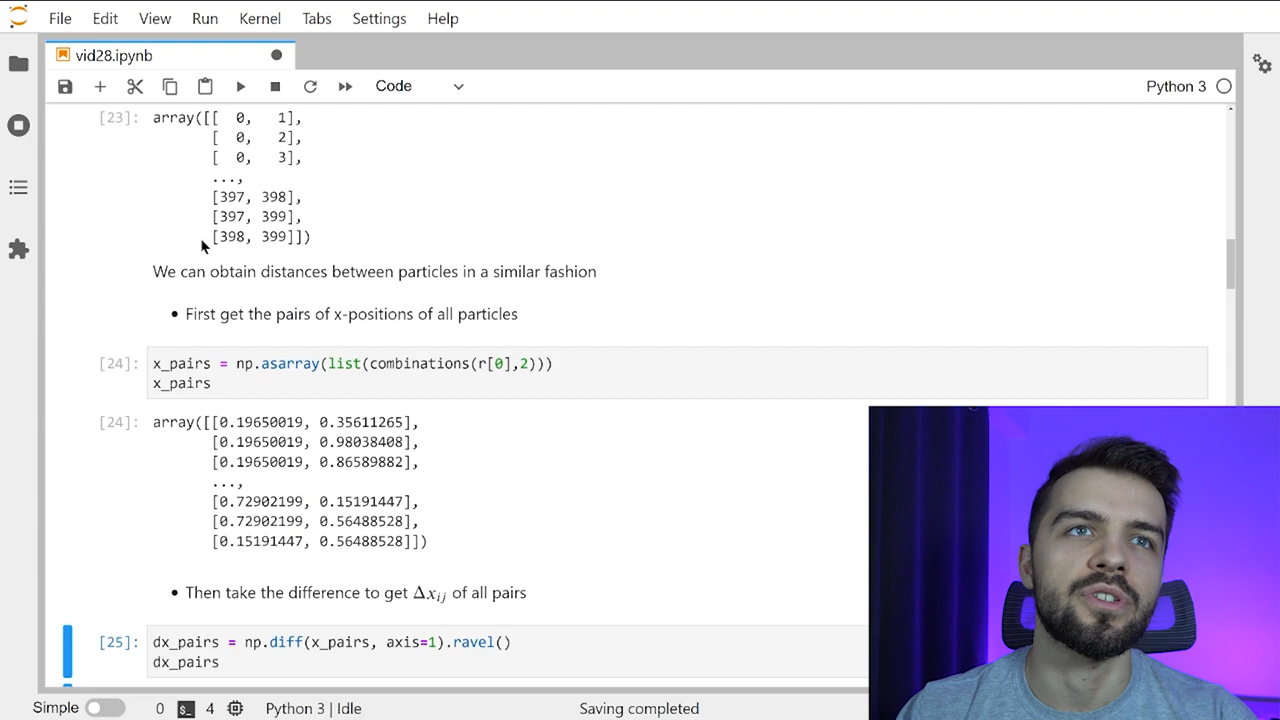 File Edit View Run Kernel Tabs Settings Help
vid28.ipynb
Code
Python 3
[23]: array([[ 0, 1],
[ 0, 2],
[ 0, 3],
...,
[397, 398],
[397, 399],
[398, 399]])
We can obtain distances between particles in a similar fashion
• First get the pairs of x-positions of all particles
[24]: x_pairs = np.asarray(list(combinations(r[0],2)))
x_pairs
[24]: array([[0.19650019, 0.35611265],
[0.19650019, 0.98038408],
[0.19650019, 0.86589882],
...,
[0.72902199, 0.15191447],
[0.72902199, 0.56488528],
[0.15191447, 0.56488528]])
• Then take the difference to get Δx_ij of all pairs
[25]: dx_pairs = np.diff(x_pairs, axis=1).ravel()
dx_pairs
Simple 0 $_ 4 Python 3 | Idle Saving completed